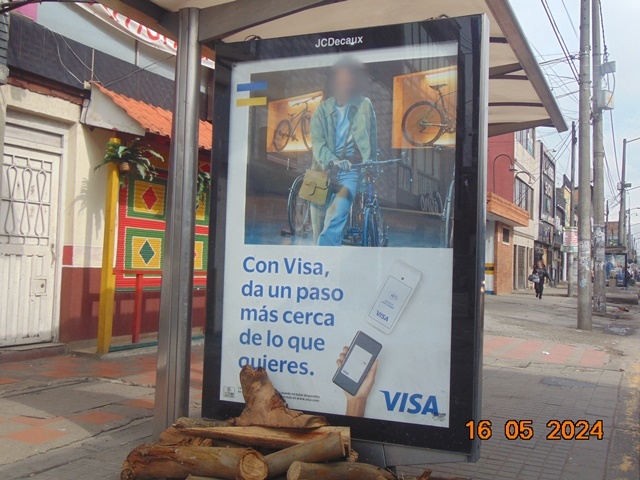 JCDecaux
Con Visa,
da un paso
más cerca
de lo que
quieres.
VISA
VISA
16 05 2024